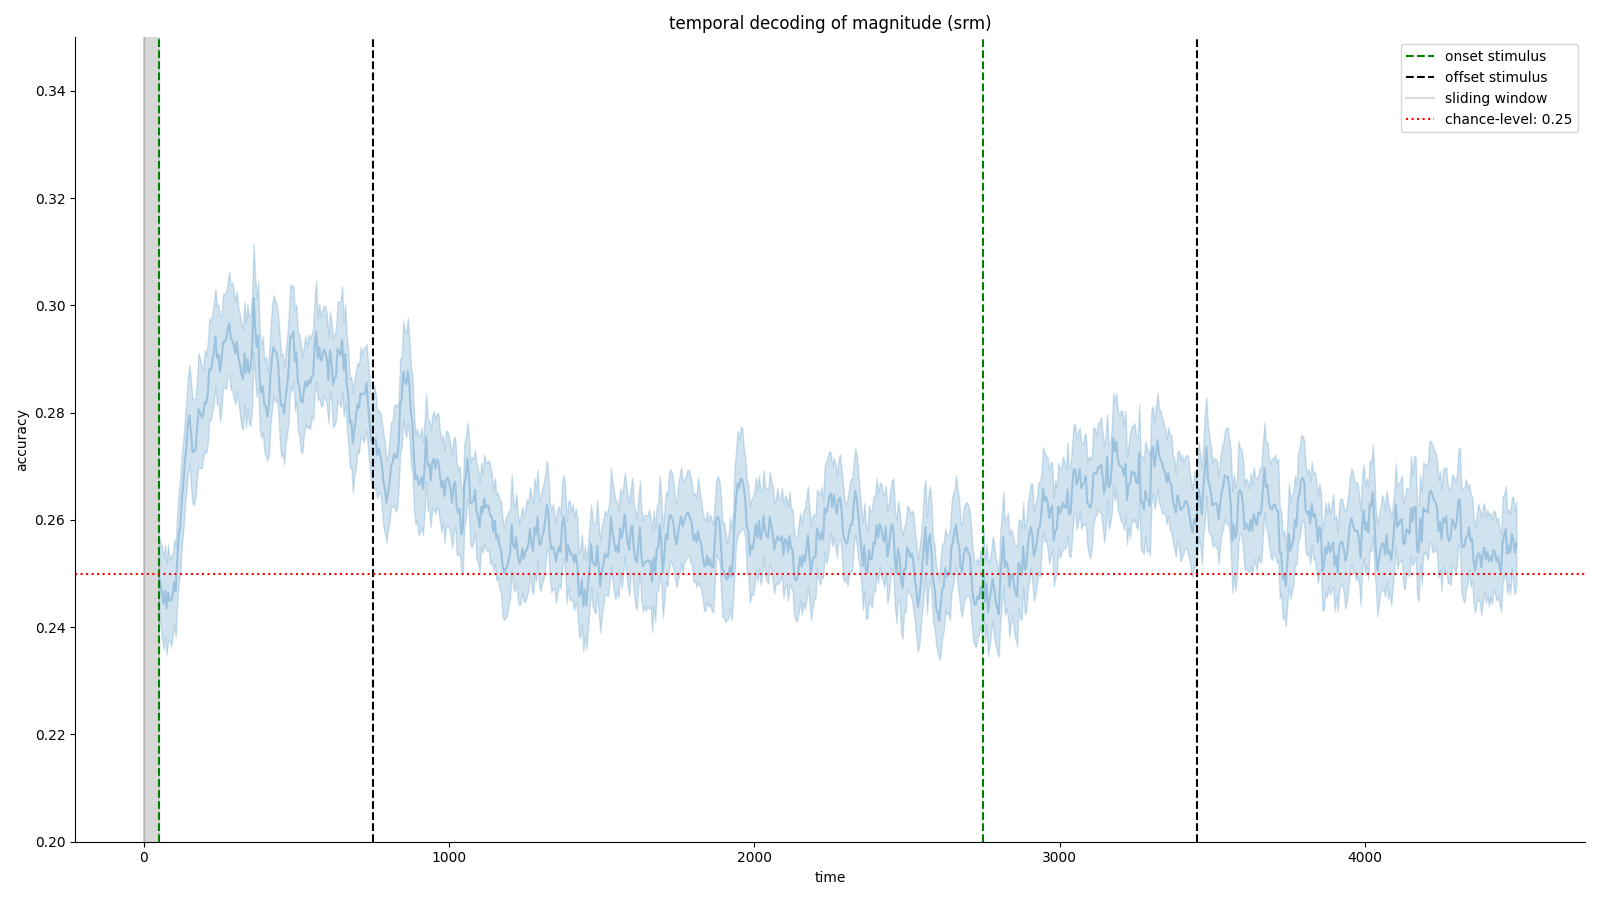 temporal decoding of magnitude (srm)
onset stimulus
offset stimulus
sliding window
chance-level: 0.25
accuracy
0.34
0.32
0.30
0.28
0.26
0.24
0.22
0.20
0
1000
2000
3000
4000
time